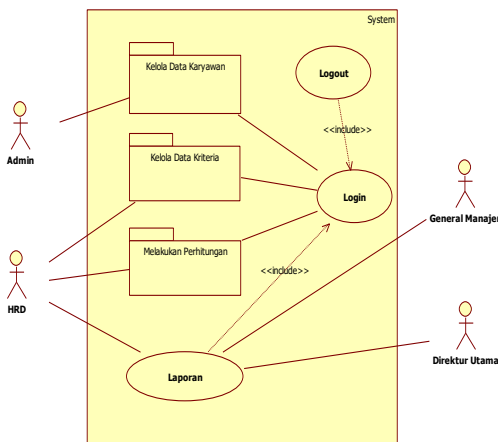 System
Kelola Data Karyawan
Logout
<<include>>
Admin
Kelola Data Kriteria
Login
General Manajer
Melakukan Perhitungan
<<include>>
HRD
Laporan
Direktur Utama